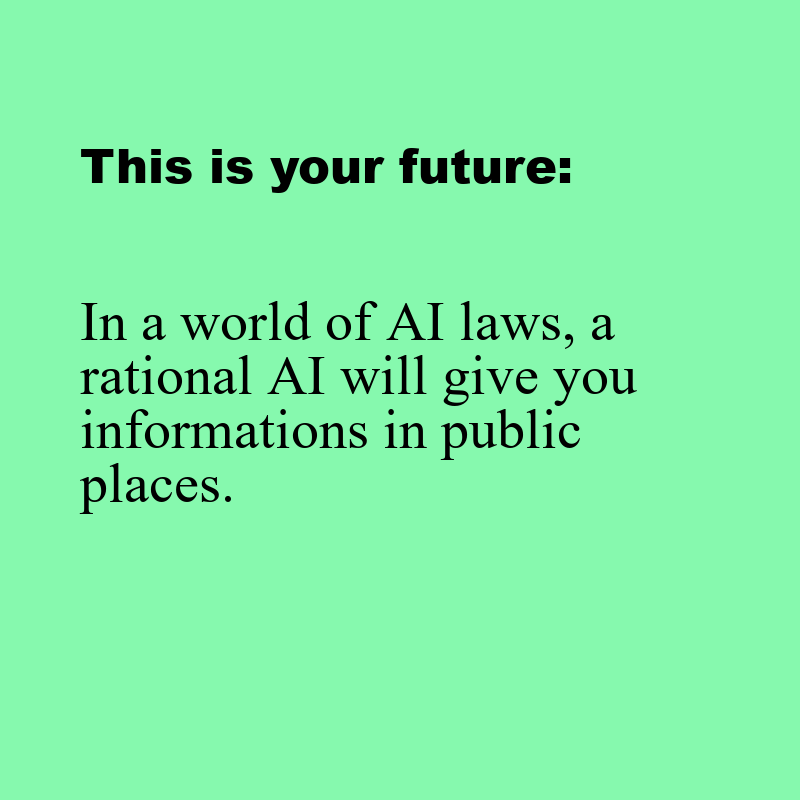 This is your future:
In a world of AI laws, a
rational AI will give you
informations in public
places.